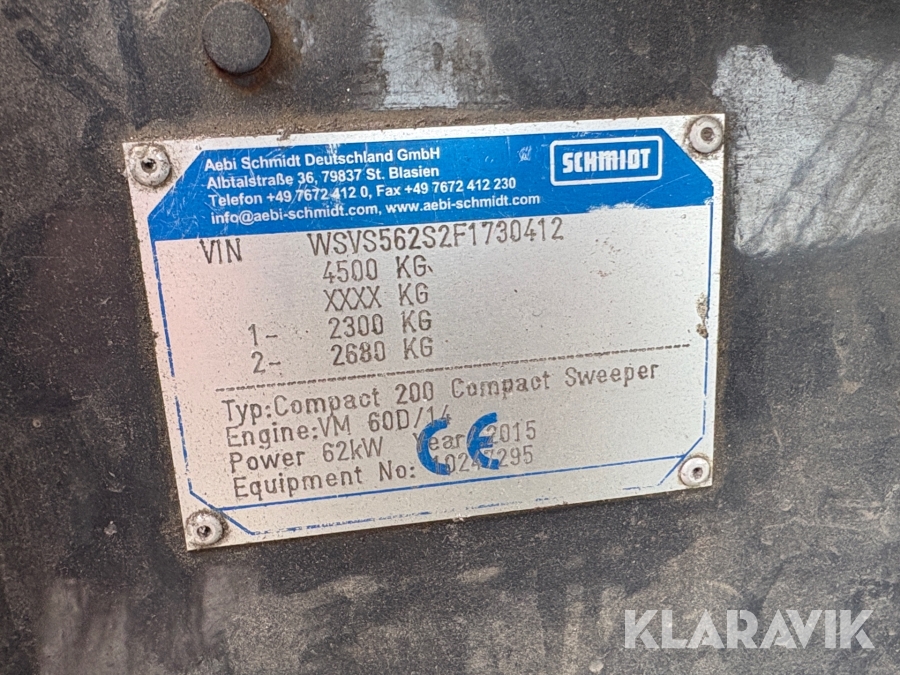 Aebi Schmidt Deutschland GmbH
Albtalstraße 36, 79837 St. Blasien
Telefon +49 7672 412 0, Fax +49 7672 412 230
info@aebi-schmidt.com, www.aebi-schmidt.com
SCHMIDT
VIN WSVS562S2F1730412
4500 KG
XXXX KG
1- 2300 KG
2- 2680 KG
Typ:Compact 200 Compact Sweeper
Engine:VM 60D/14
Power 62kW Year 2015
Equipment No: 10247295
CE
KLARAVIK